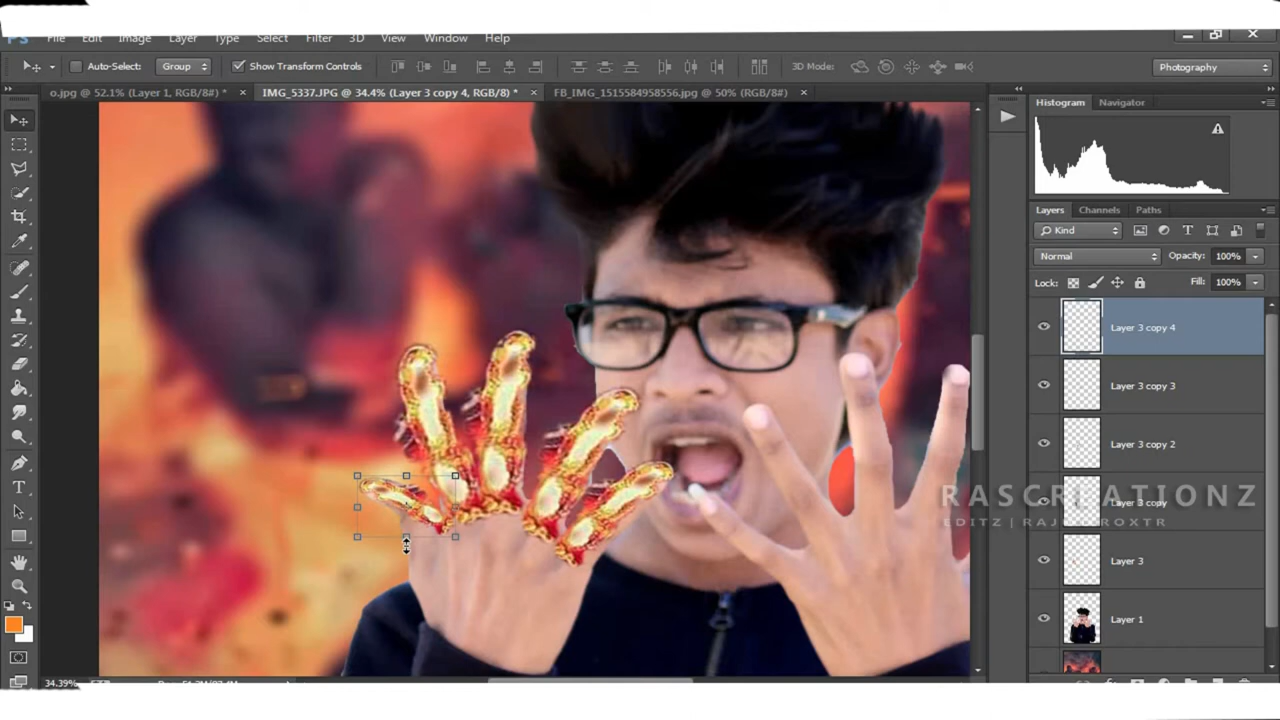 Ps File Edit Image Layer Type Select Filter 3D View Window Help
Auto-Select: Group Show Transform Controls 3D Mode: Photography
o.jpg @ 52.1% (Layer 1, RGB/8#) * × IMG_5337.JPG @ 34.4% (Layer 3 copy 4, RGB/8) * × FB_IMG_1515584958556.jpg @ 50% (RGB/8#) ×
Histogram Navigator
Layers Channels Paths
Kind
Normal Opacity: 100%
Lock: Fill: 100%
Layer 3 copy 4
Layer 3 copy 3
Layer 3 copy 2
Layer 3 copy
RASCREATIONZ
Layer 3
Layer 1
34.39%